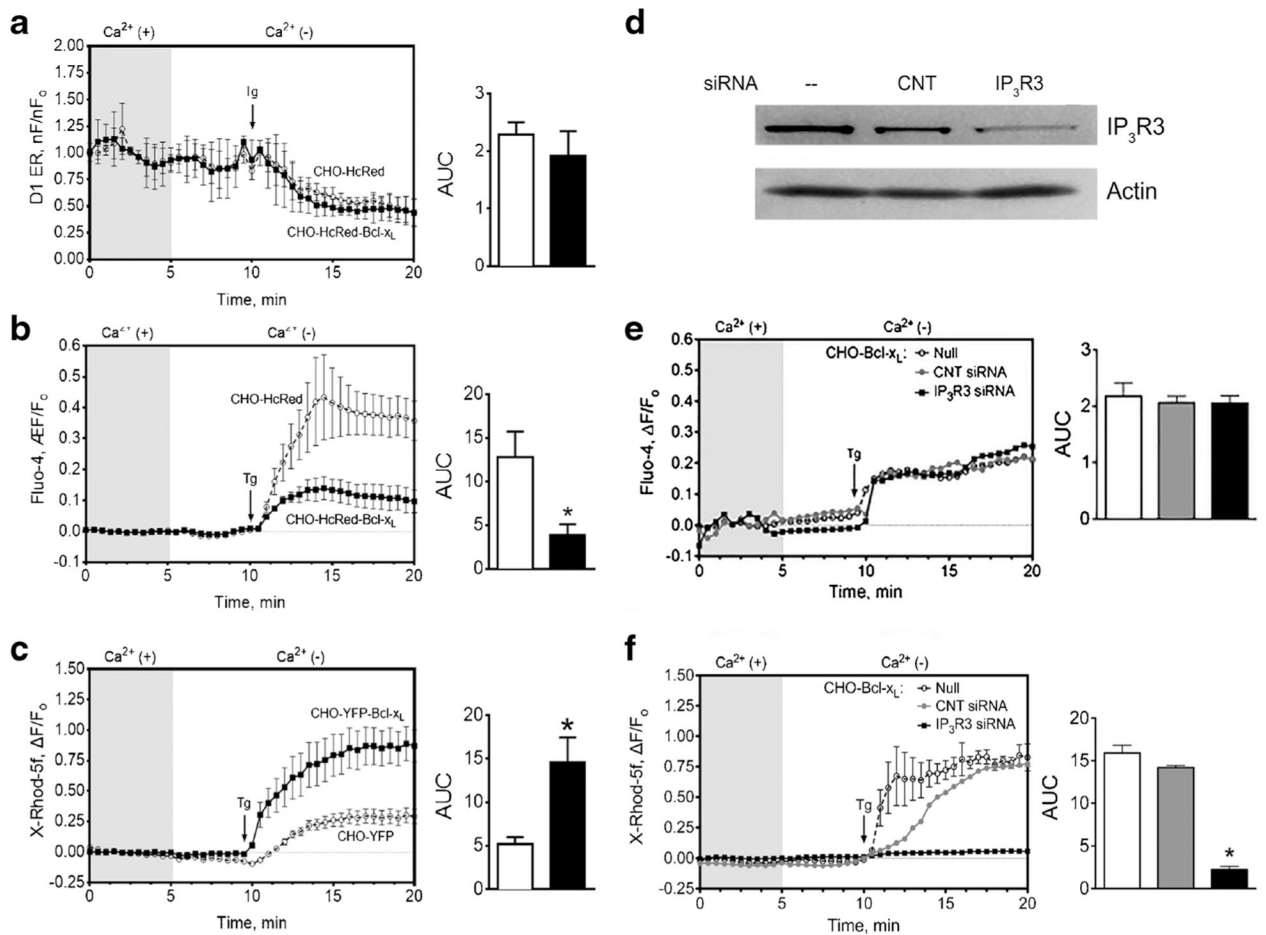 a
Ca2+ (+)
Ca2+ (-)
2.00
1.75
1.50
1.25
1.00
0.75
0.50
0.25
0.00
D1 ER, nF/nFo
Ig
CHO-HcRed
CHO-HcRed-Bcl-xL
0 5 10 15 20
Time, min
3
2
1
0
AUC
b
Ca2+ (+)
Ca2+ (-)
0.6
0.5
0.4
0.3
0.2
0.1
0.0
-0.1
Fluo-4, ÆF/Fo
CHO-HcRed
Tg
CHO-HcRed-Bcl-xL
0 5 10 15 20
Time, min
20
15
10
5
0
AUC
*
c
Ca2+ (+)
Ca2+ (-)
1.50
1.25
1.00
0.75
0.50
0.25
0.00
-0.25
X-Rhod-5f, ΔF/Fo
CHO-YFP-Bcl-xL
Tg
CHO-YFP
0 5 10 15 20
Time, min
20
15
10
5
0
AUC
*
d
siRNA -- CNT IP3R3
IP3R3
Actin
e
Ca2+ (+)
Ca2+ (-)
0.6
0.5
0.4
0.3
0.2
0.1
0.0
-0.1
Fluo-4, ΔF/Fo
CHO-Bcl-xL: Null
CNT siRNA
IP3R3 siRNA
Tg
0 5 10 15 20
Time, min
3
2
1
0
AUC
f
Ca2+ (+)
Ca2+ (-)
1.50
1.25
1.00
0.75
0.50
0.25
0.00
-0.25
X-Rhod-5f, ΔF/Fo
CHO-Bcl-xL: Null
CNT siRNA
IP3R3 siRNA
Tg
0 5 10 15 20
Time, min
20
15
10
5
0
AUC
*